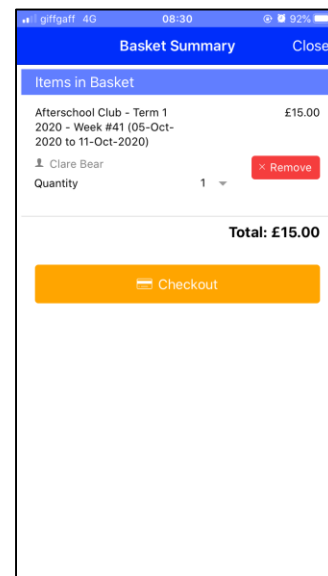 giffgaff 4G 08:30 92%
Basket Summary Close
Items in Basket
Afterschool Club - Term 1 £15.00
2020 - Week #41 (05-Oct-
2020 to 11-Oct-2020)
Clare Bear
× Remove
Quantity 1
Total: £15.00
Checkout